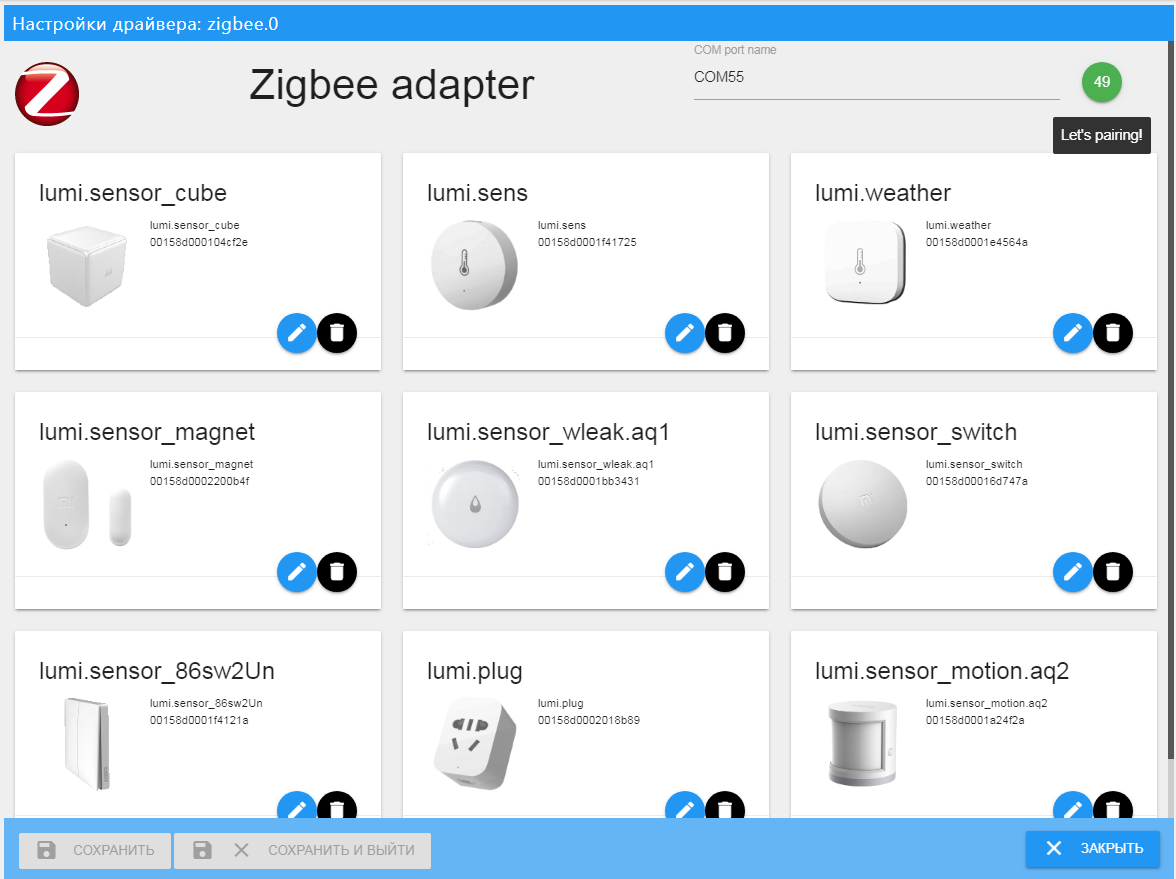 Настройки драйвера: zigbee.0
COM port name
Zigbee adapter
COM55
49
Let's pairing!
lumi.sensor_cube
lumi.sensor_cube
00158d000104cf2e
lumi.sens
lumi.sens
00158d0001f41725
lumi.weather
lumi.weather
00158d0001e4564a
lumi.sensor_magnet
lumi.sensor_magnet
00158d0002200b4f
lumi.sensor_wleak.aq1
lumi.sensor_wleak.aq1
00158d0001bb3431
lumi.sensor_switch
lumi.sensor_switch
00158d00016d747a
lumi.sensor_86sw2Un
lumi.sensor_86sw2Un
00158d0001f4121a
lumi.plug
lumi.plug
00158d0002018b89
lumi.sensor_motion.aq2
lumi.sensor_motion.aq2
00158d0001a24f2a
СОХРАНИТЬ
СОХРАНИТЬ И ВЫЙТИ
ЗАКРЫТЬ